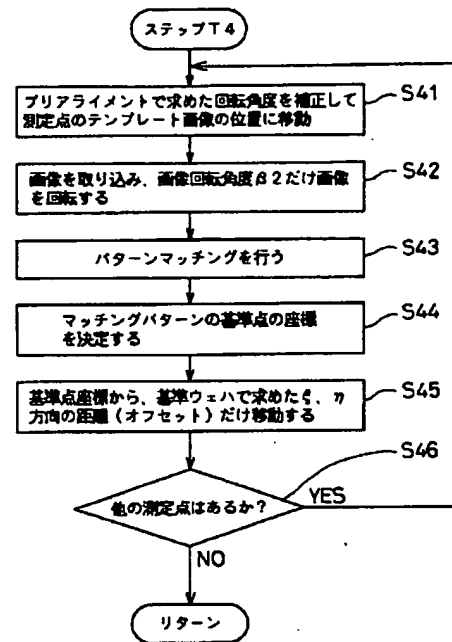 ステップT4
プリアライメントで求めた回転角度を補正して
測定点のテンプレート画像の位置に移動
S41
画像を取り込み、画像回転角度β2だけ画像
を回転する
S42
パターンマッチングを行う
S43
マッチングパターンの基準点の座標
を決定する
S44
基準点座標から、基準ウェハで求めたξ、η
方向の距離(オフセット)だけ移動する
S45
他の測定点はあるか?
S46
YES
NO
リターン